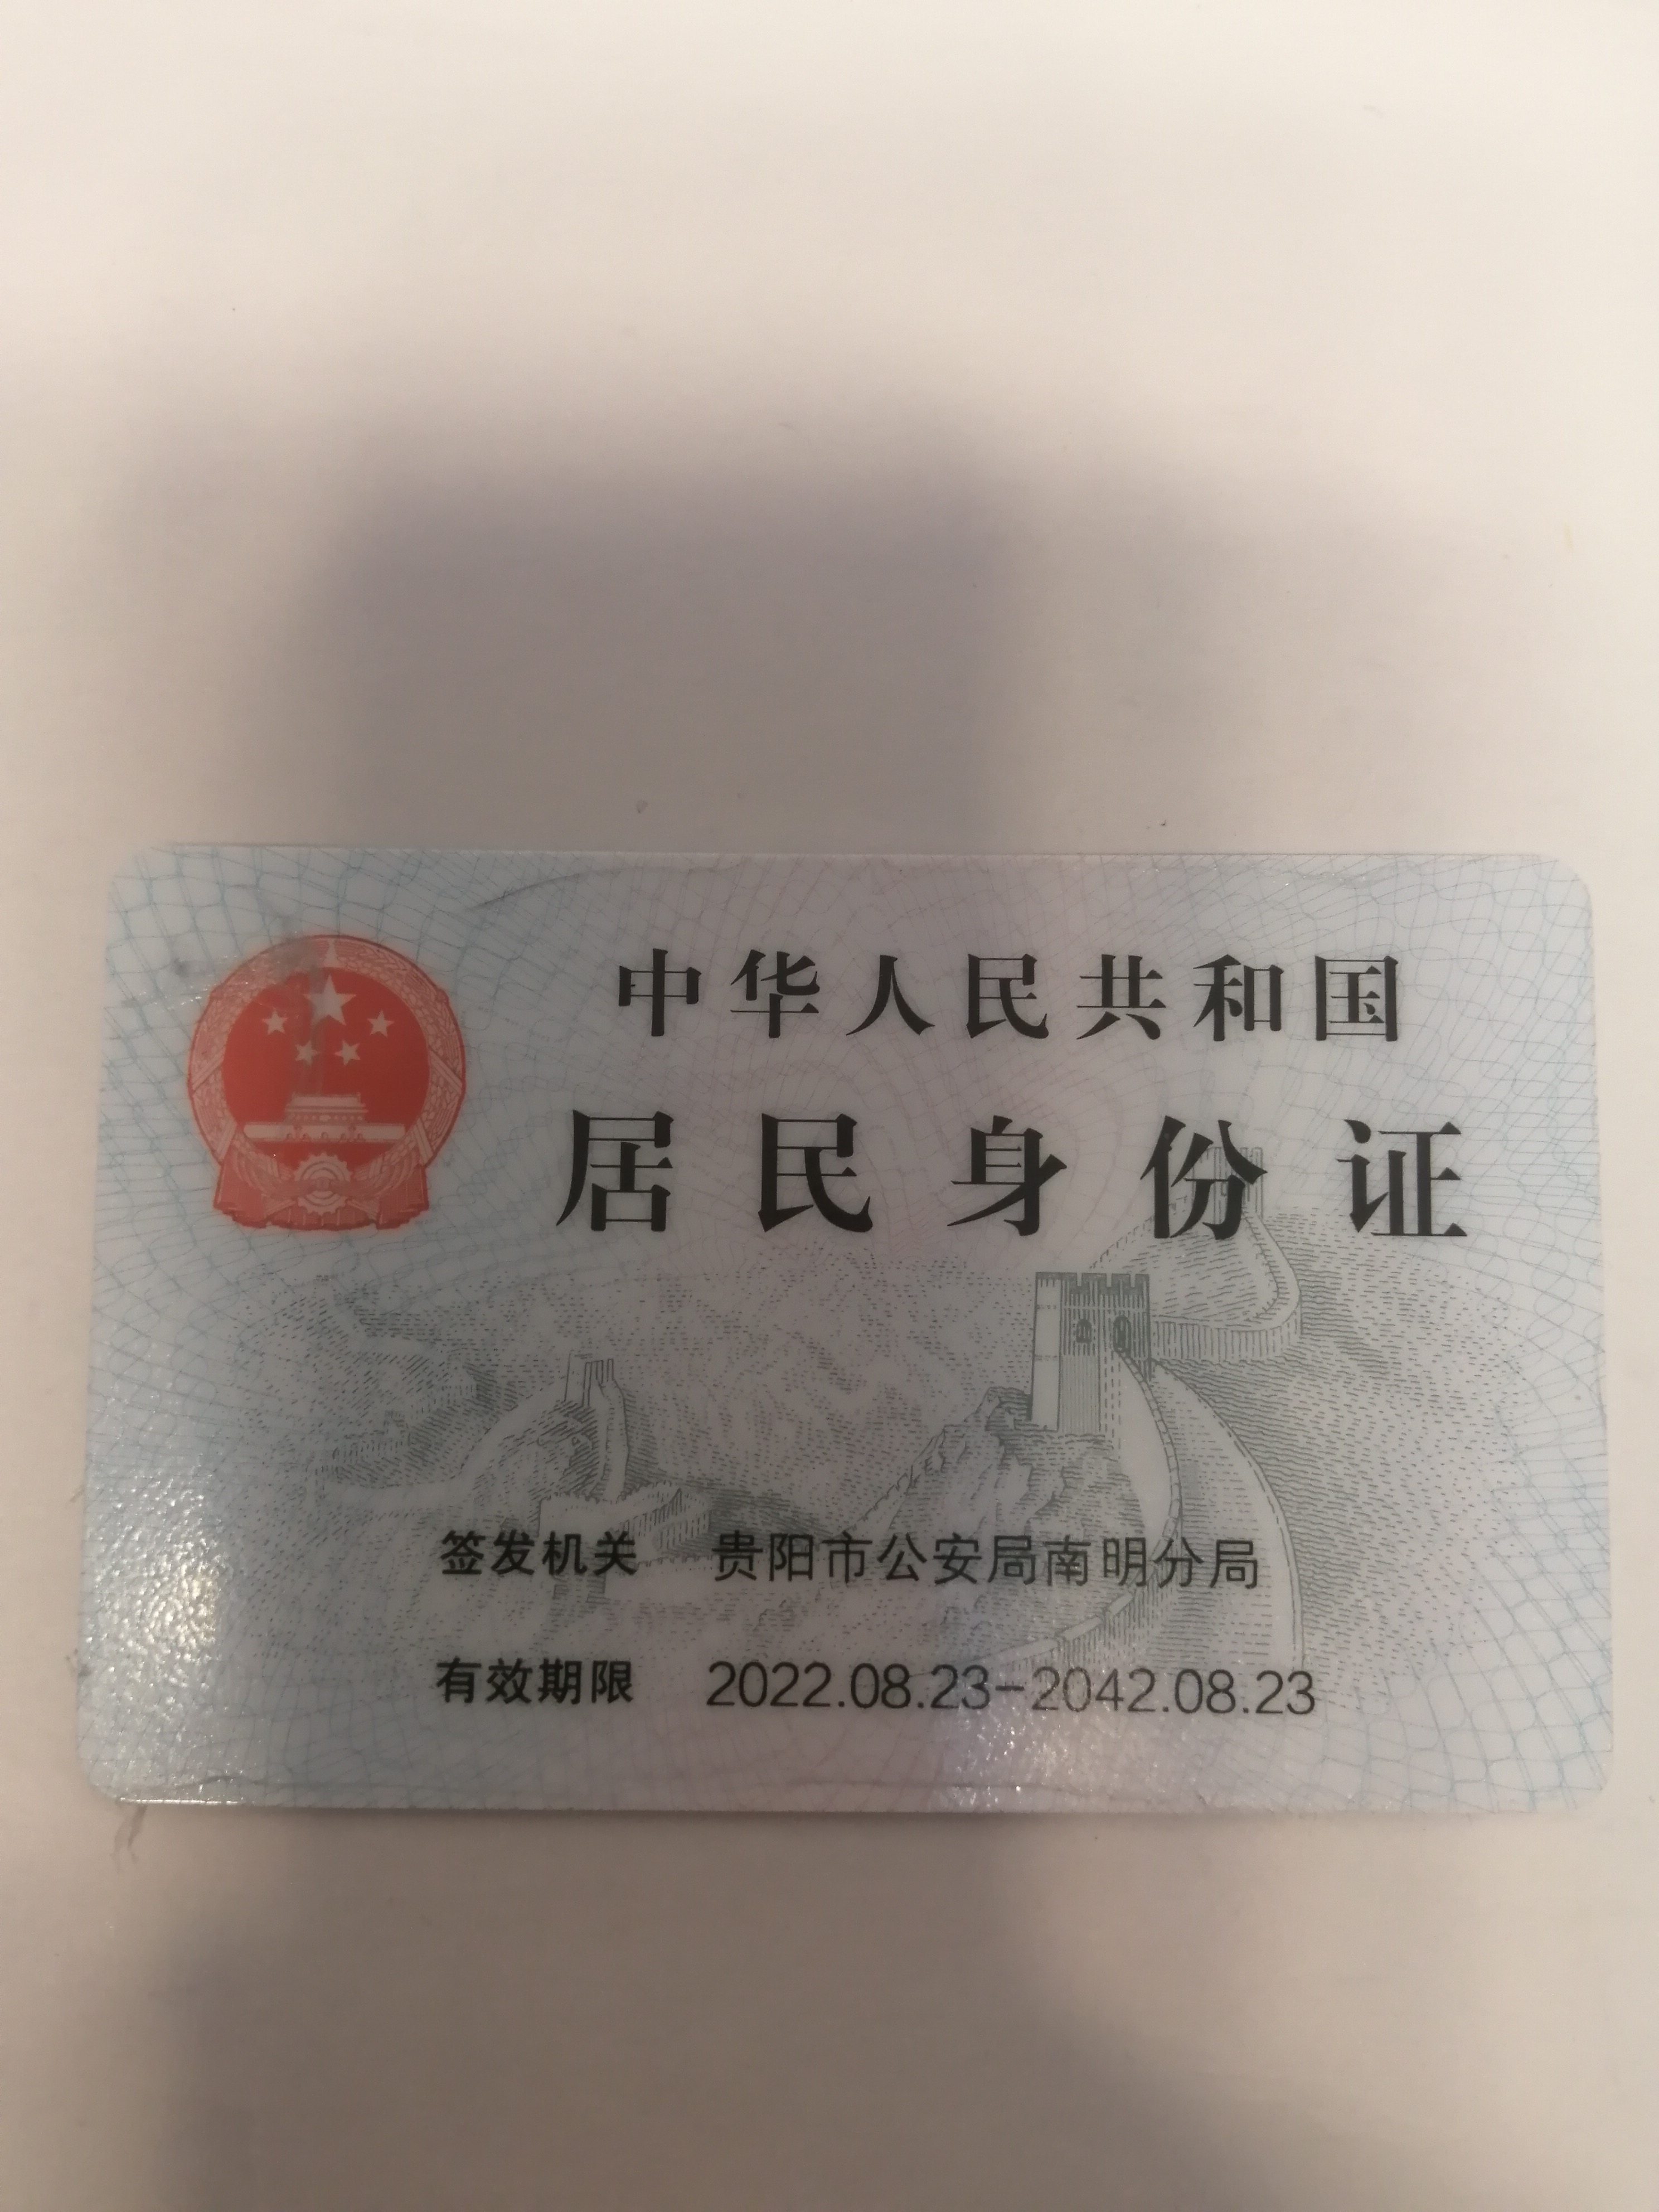 中华人民共和国
居民身份证
签发机关 贵阳市公安局南明分局
有效期限 2022.08.23-2042.08.23